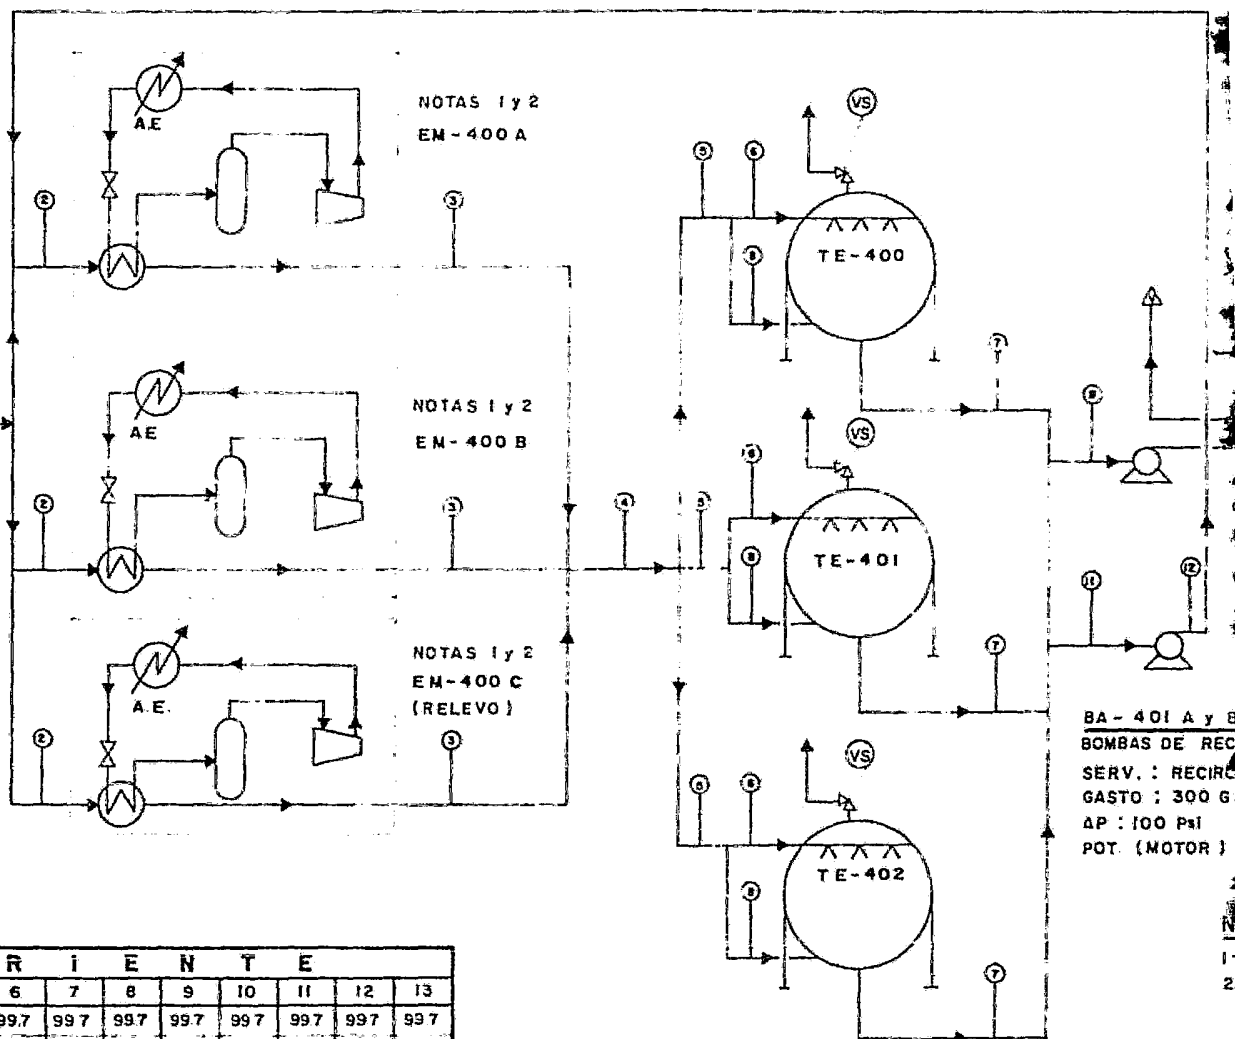 A.E
NOTAS 1 y 2
EM-400 A
2
3
5
6
8
VS
TE-400
7
AE
NOTAS 1 y 2
EM-400 B
2
3
4
5
6
8
VS
TE-401
7
11
12
A.E.
NOTAS 1 y 2
EM-400 C
(RELEVO)
2
3
5
6
8
VS
TE-402
7
BA-401 A y B
BOMBAS DE REC
SERV. : RECIRC
GASTO : 300 G
ΔP : 100 Psi
POT. (MOTOR)
R I E N T E
6 7 8 9 10 11 12 13
99.7 99 7 99.7 99.7 99 7 99.7 99.7 99.7